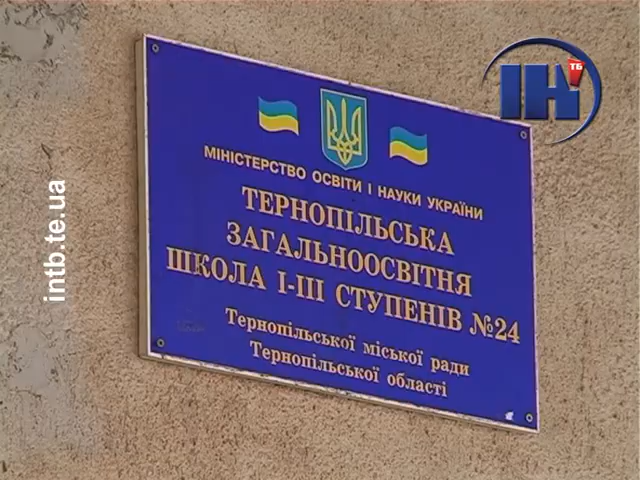 ІН
ТБ
intb.te.ua
МІНІСТЕРСТВО ОСВІТИ І НАУКИ УКРАЇНИ
ТЕРНОПІЛЬСЬКА
ЗАГАЛЬНООСВІТНЯ
ШКОЛА І-ІІІ СТУПЕНІВ №24
Тернопільської міської ради
Тернопільської області